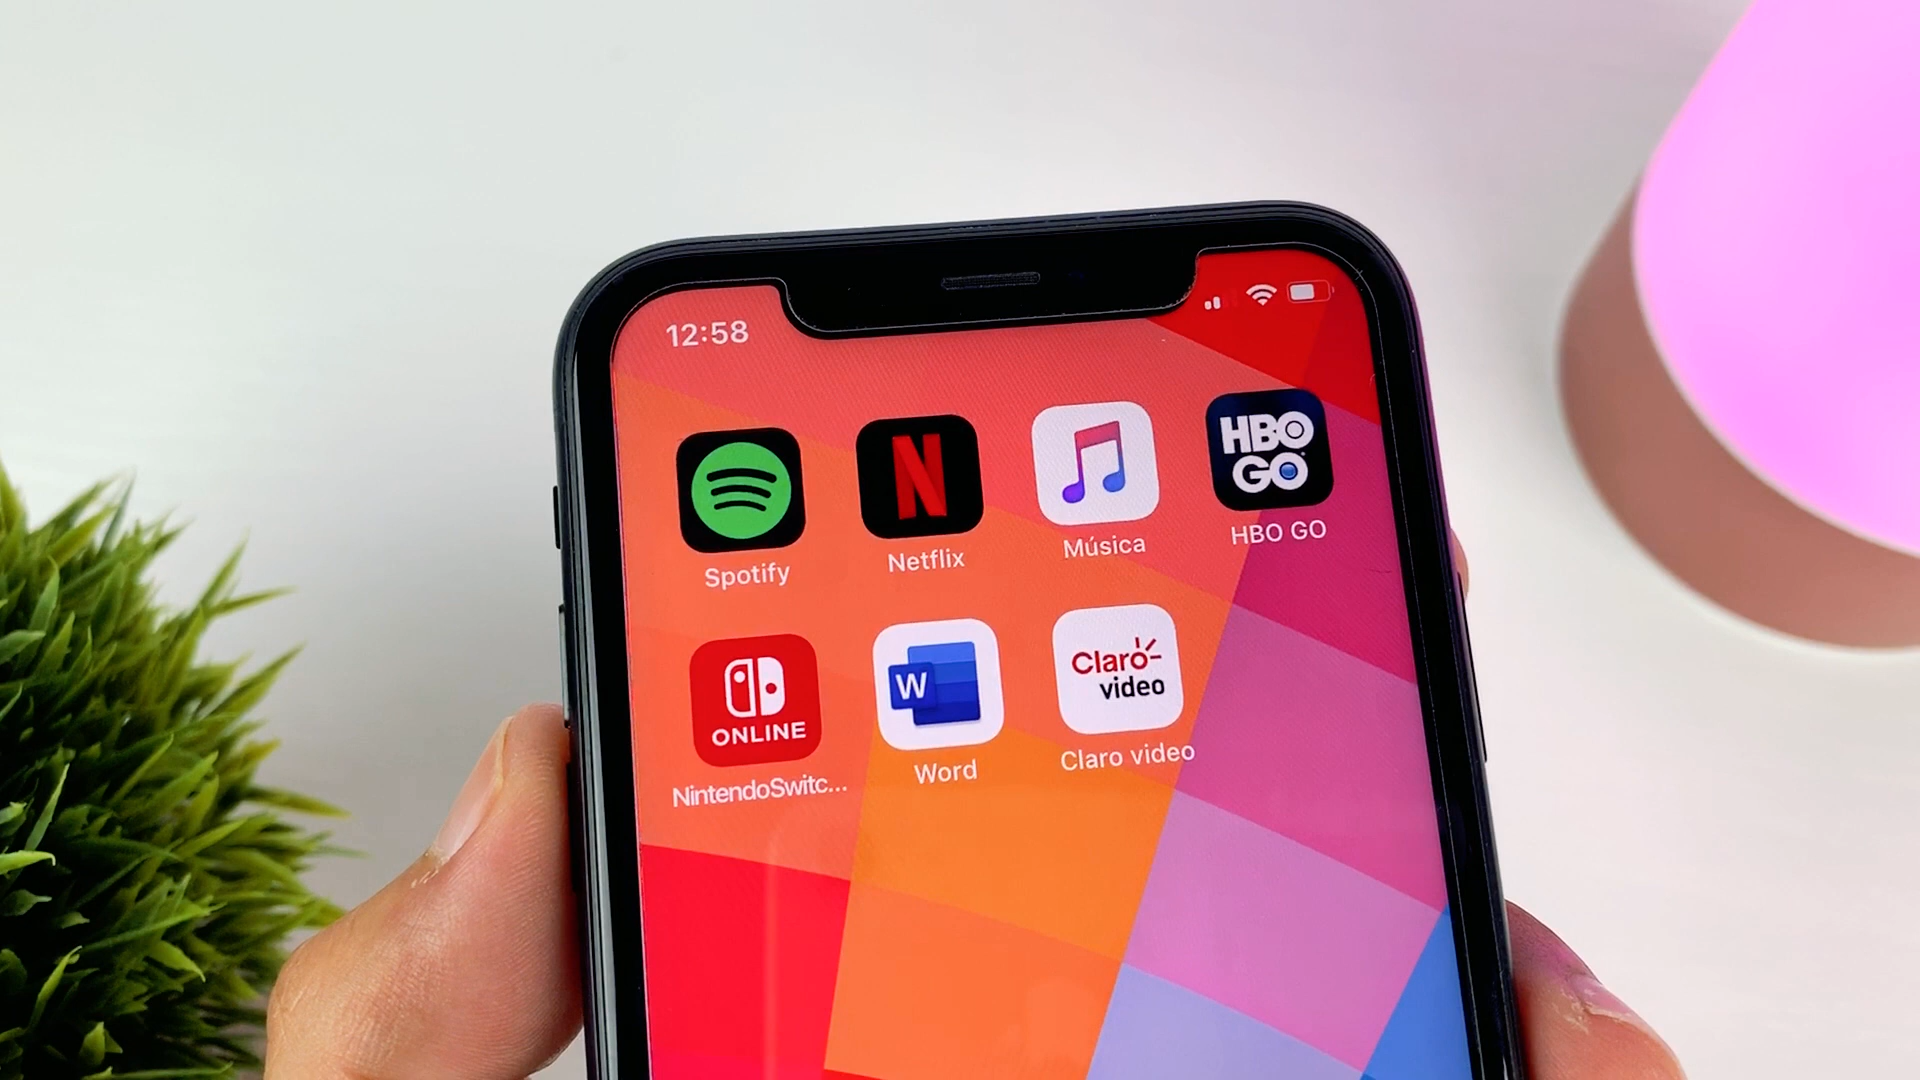 12:58
HBO
GO
Spotify
Netflix
Música
HBO GO
ONLINE
W
Claro
video
NintendoSwitc...
Word
Claro video